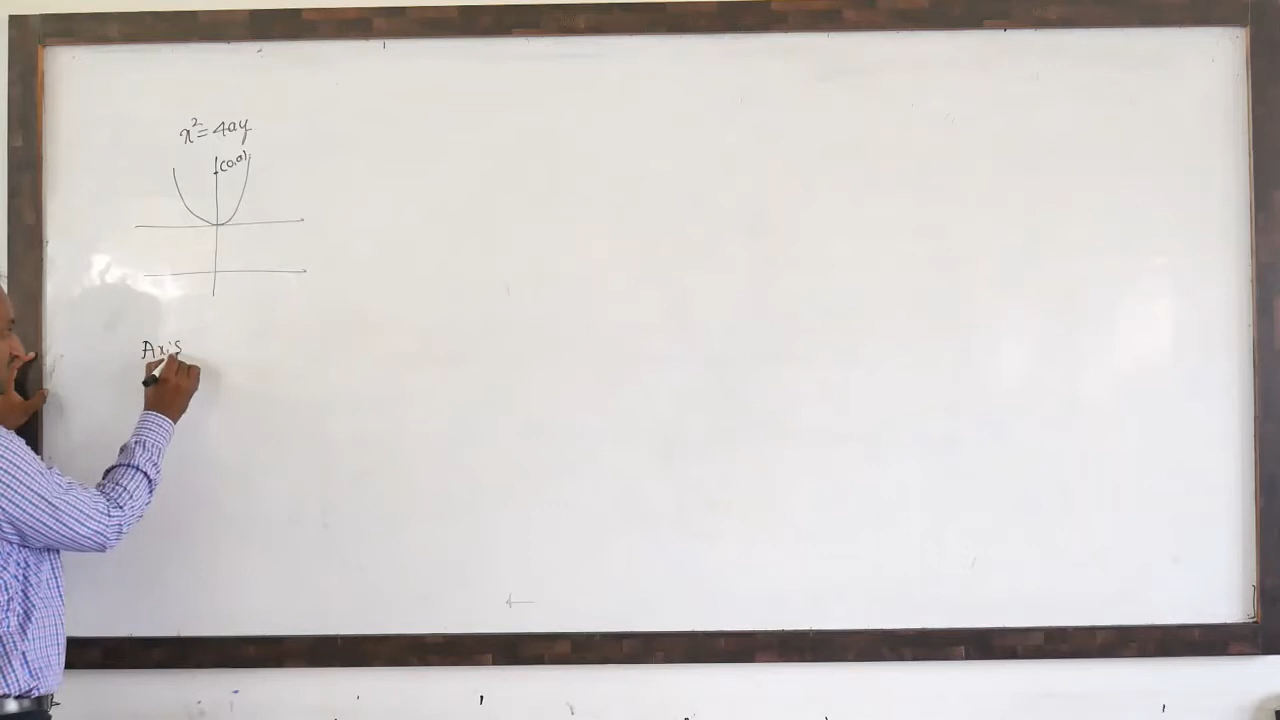 x² = 4ay
(0,a)
Axis